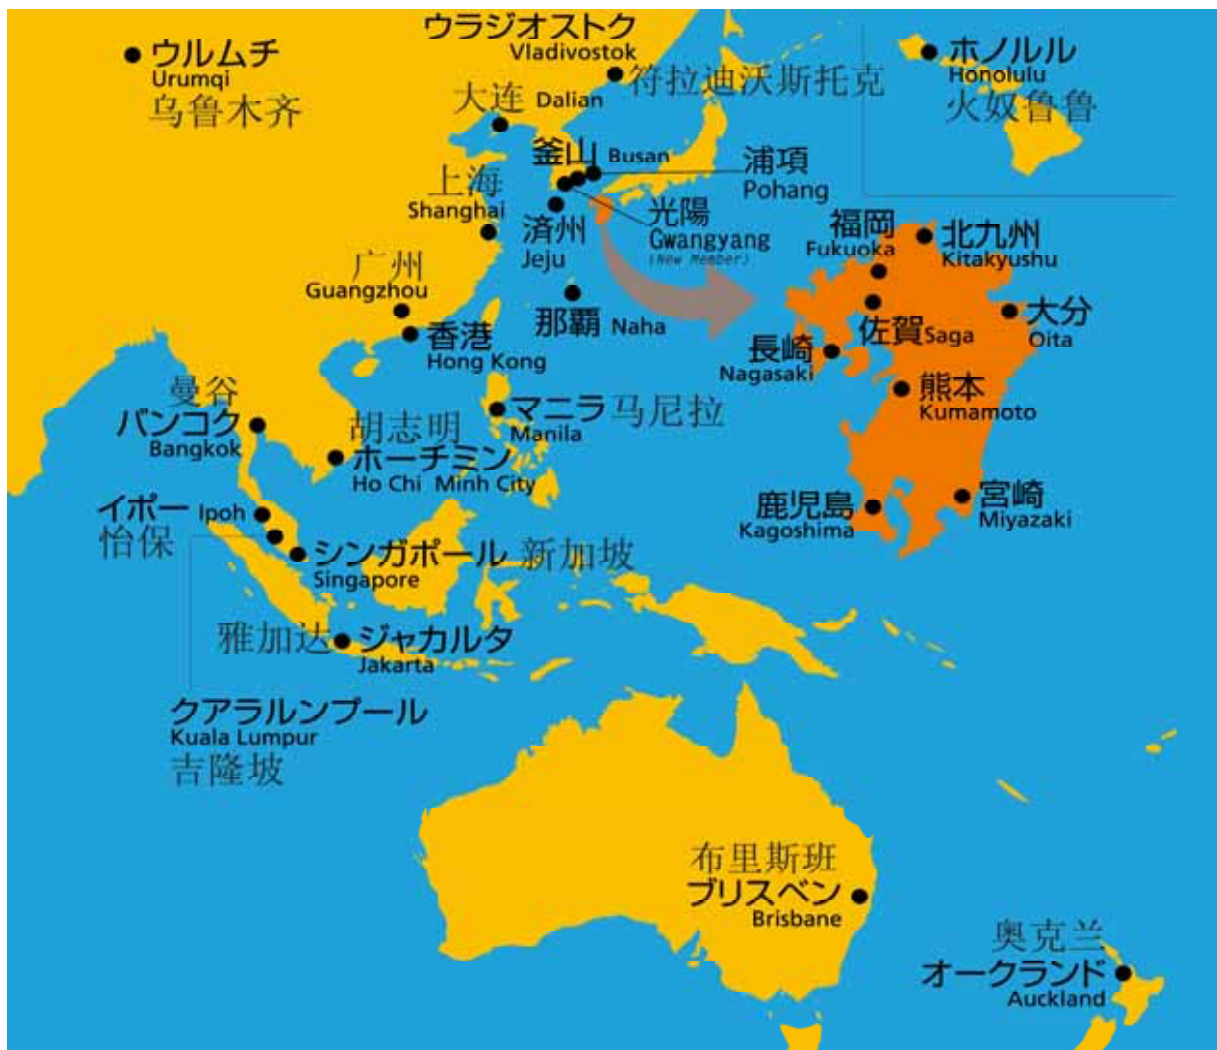 ウラジオストク
Vladivostok
符拉迪沃斯托克
ウルムチ
Urumqi
乌鲁木齐
ホノルル
Honolulu
火奴鲁鲁
大连 Dalian
釜山 Busan
浦項
Pohang
上海
Shanghai
済州
Jeju
光陽
Gwangyang
(New Member)
福岡
Fukuoka
北九州
Kitakyushu
广州
Guangzhou
香港
Hong Kong
那覇 Naha
佐賀 Saga
大分
Oita
長崎
Nagasaki
熊本
Kumamoto
曼谷
バンコク
Bangkok
胡志明
ホーチミン
Ho Chi Minh City
マニラ 马尼拉
Manila
イポー Ipoh
怡保
鹿児島
Kagoshima
宮崎
Miyazaki
シンガポール 新加坡
Singapore
雅加达 ジャカルタ
Jakarta
クアラルンプール
Kuala Lumpur
吉隆坡
布里斯班
ブリスベン
Brisbane
奥克兰
オークランド
Auckland